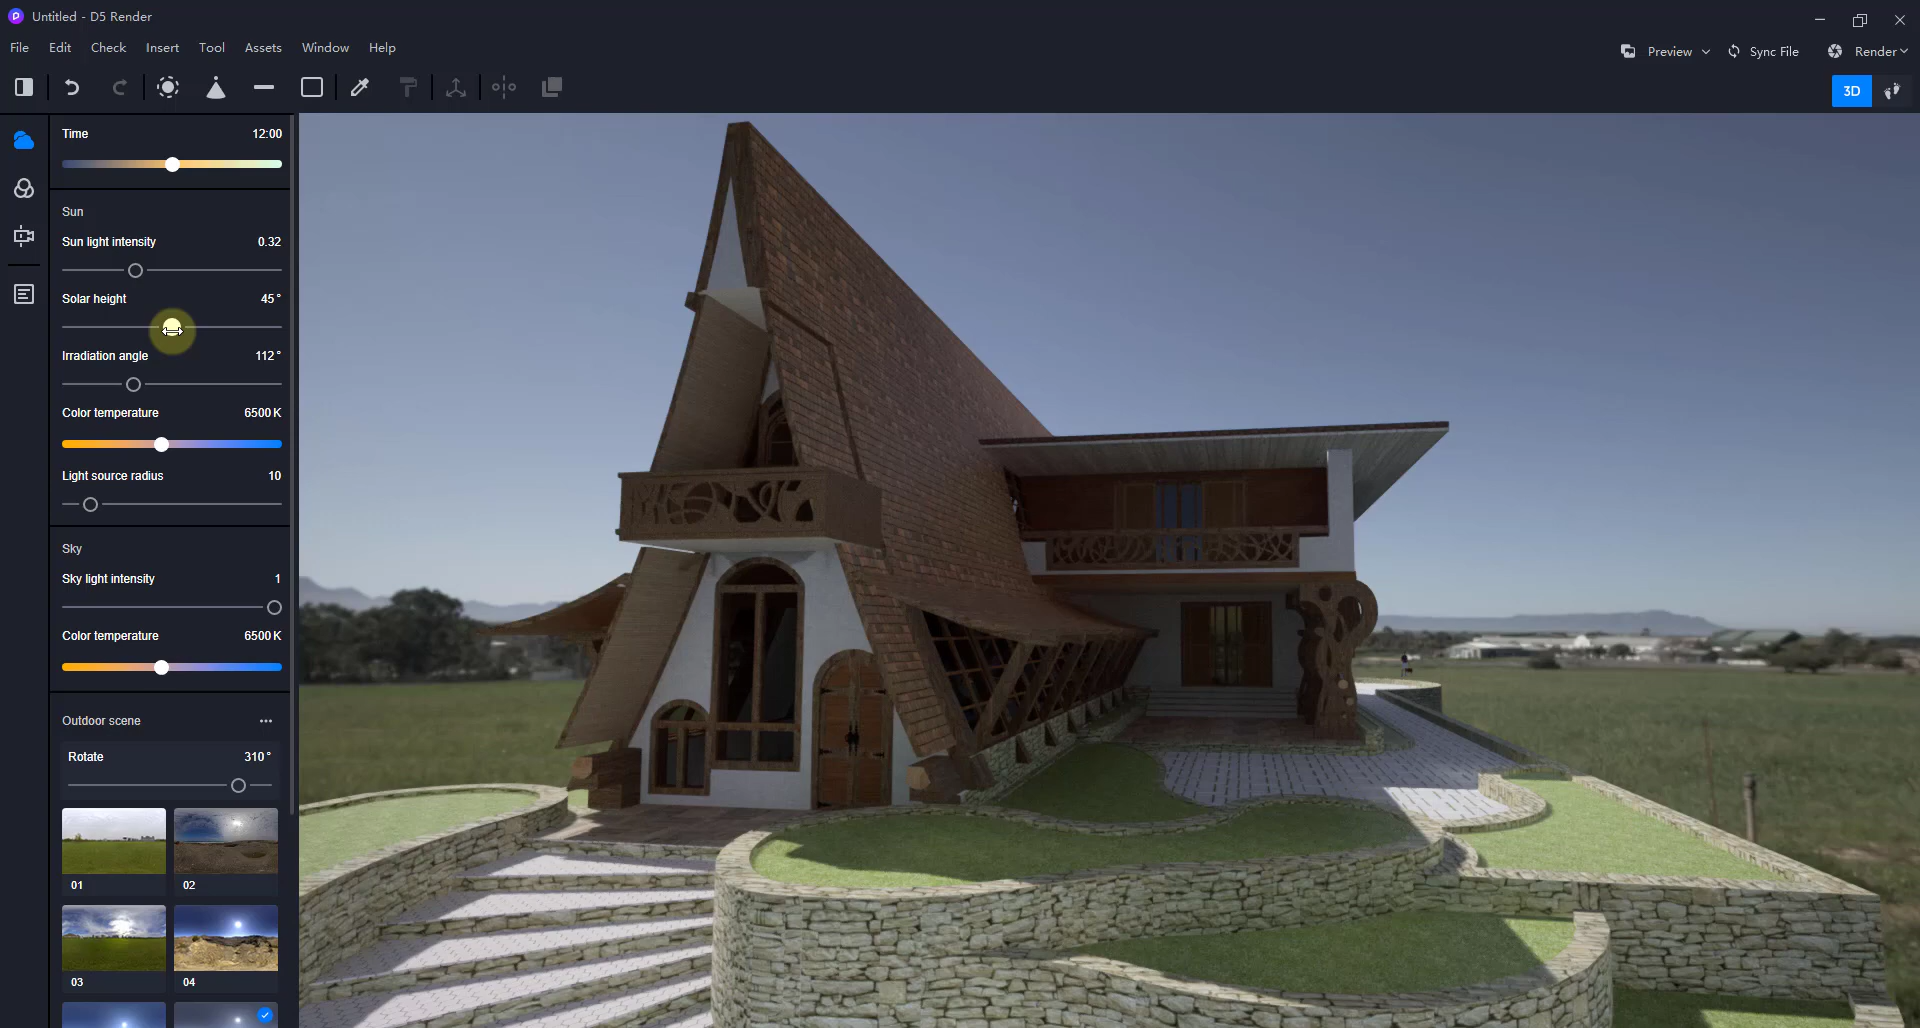 Untitled - D5 Render
File Edit Check Insert Tool Assets Window Help
Preview Sync File Render
3D
Time 12:00
Sun
Sun light intensity 0.32
Solar height 45°
Irradiation angle 112°
Color temperature 6500 K
Light source radius 10
Sky
Sky light intensity 1
Color temperature 6500 K
Outdoor scene ...
Rotate 310°
01 02
03 04